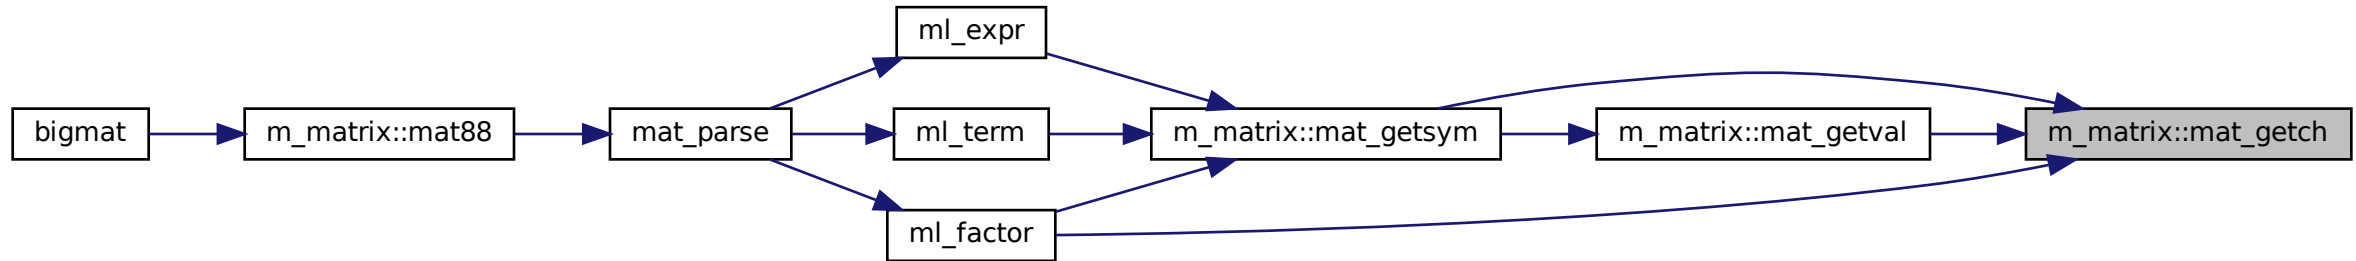 ml_expr
bigmat
m_matrix::mat88
mat_parse
ml_term
m_matrix::mat_getsym
m_matrix::mat_getval
m_matrix::mat_getch
ml_factor